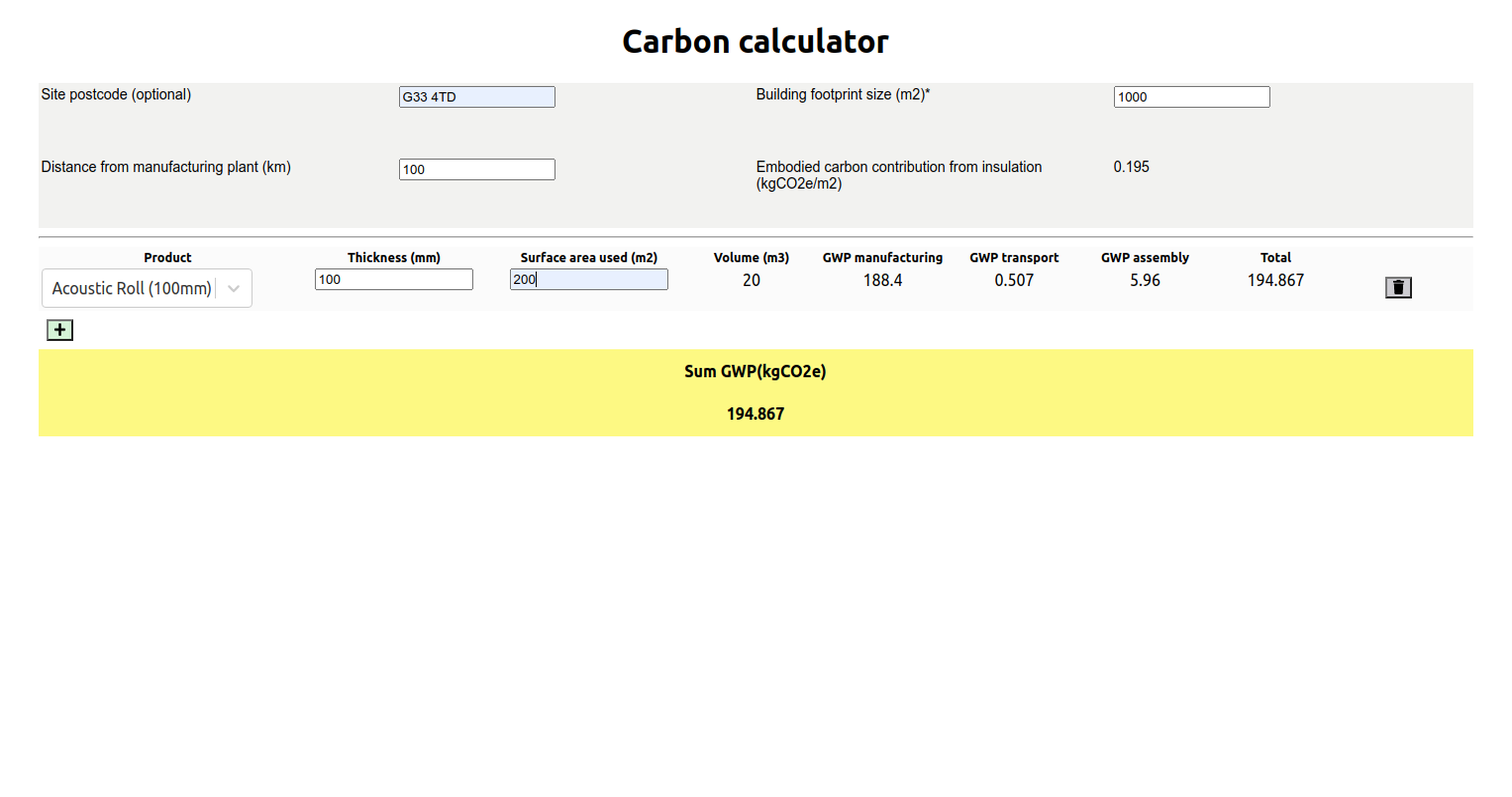 Carbon calculator
Site postcode (optional) G33 4TD Building footprint size (m2)* 1000
Distance from manufacturing plant (km) 100 Embodied carbon contribution from insulation (kgCO2e/m2) 0.195
Product Thickness (mm) Surface area used (m2) Volume (m3) GWP manufacturing GWP transport GWP assembly Total
Acoustic Roll (100mm) 100 200 20 188.4 0.507 5.96 194.867
+
Sum GWP(kgCO2e)
194.867